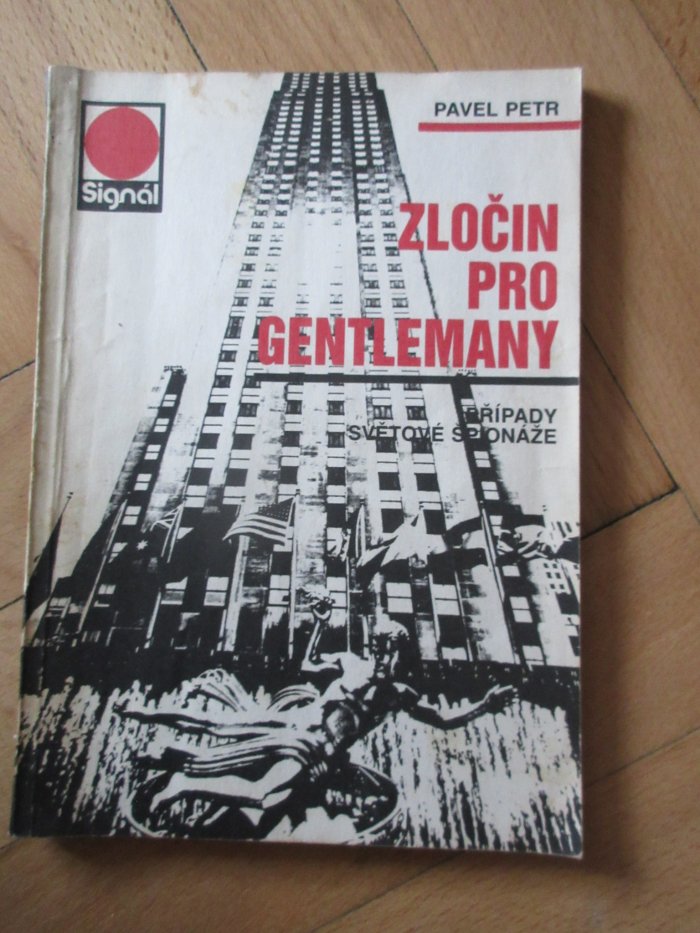 Signál
PAVEL PETR
ZLOČIN
PRO
GENTLEMANY
PŘÍPADY
SVĚTOVÉ ŠPIONÁŽE